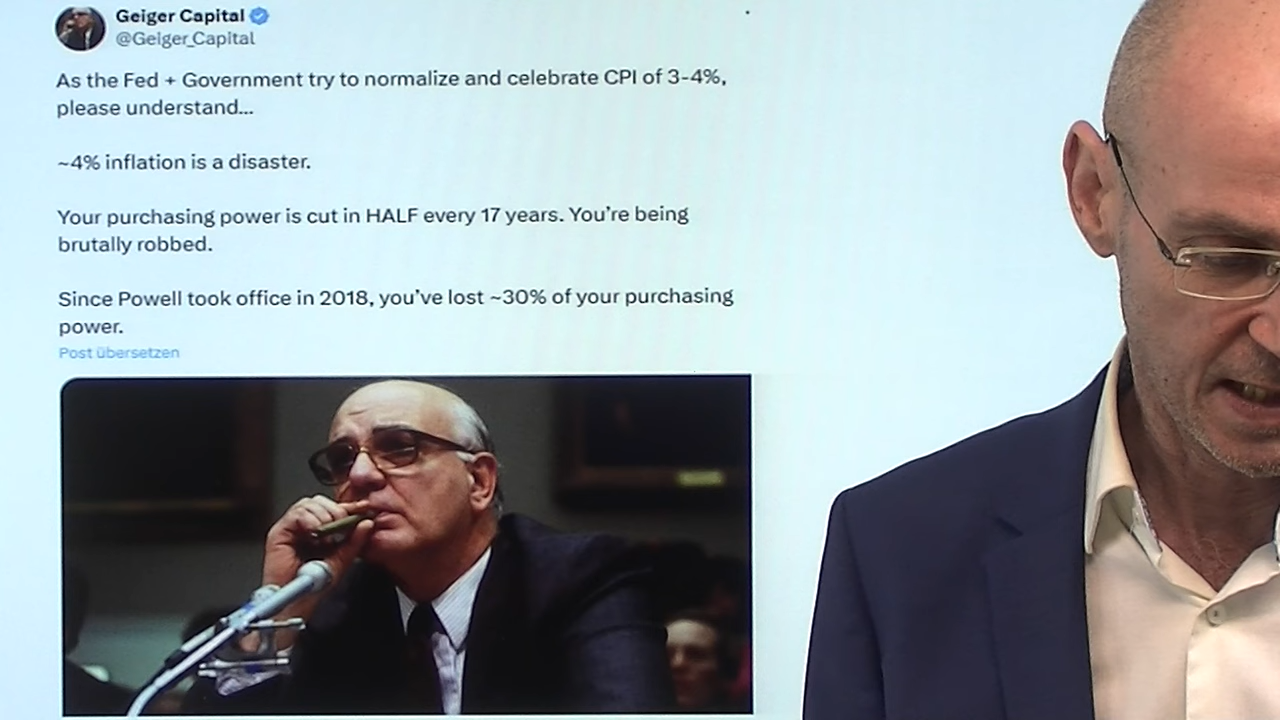 Geiger Capital
@Geiger_Capital
As the Fed + Government try to normalize and celebrate CPI of 3-4%,
please understand...
~4% inflation is a disaster.
Your purchasing power is cut in HALF every 17 years. You’re being
brutally robbed.
Since Powell took office in 2018, you’ve lost ~30% of your purchasing
power.
Post übersetzen